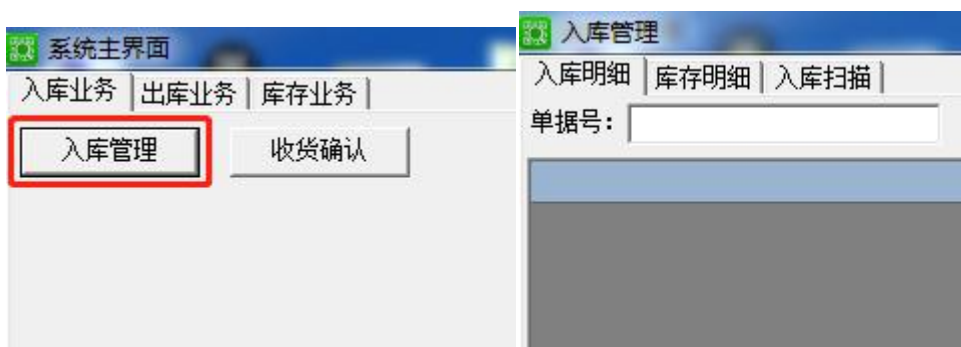 系统主界面
入库业务 出库业务 库存业务
入库管理 收货确认
入库管理
入库明细 库存明细 入库扫描
单据号：